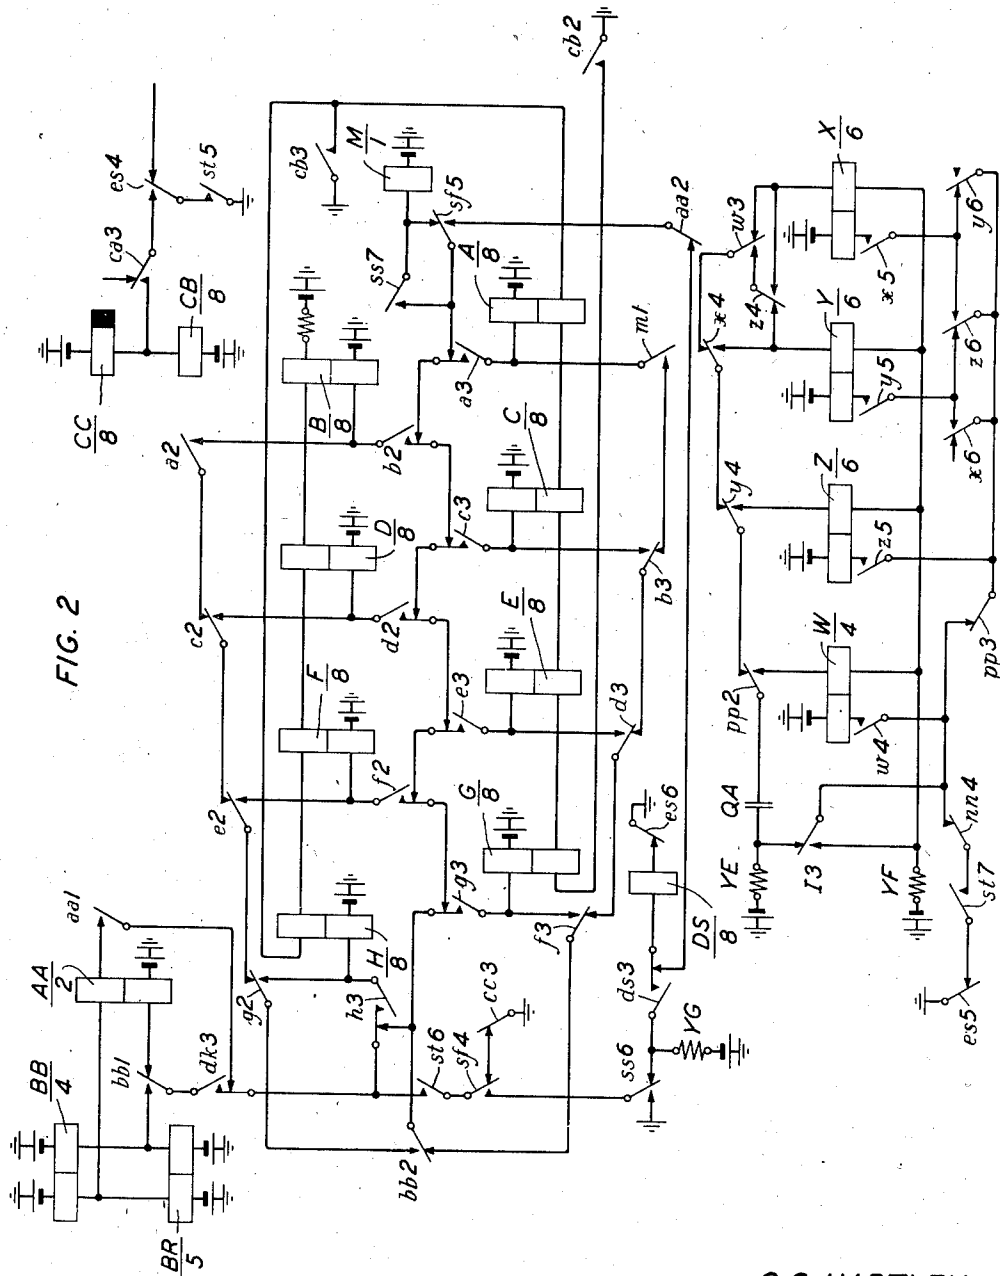 FIG. 2
es4
st5
ca3
CC/8
CB/8
cb2
cb3
M/1
sf5
ss7
A/8
a3
m1
aa2
B/8
b2
a2
C/8
c3
b3
D/8
d2
c2
E/8
e3
d3
F/8
f2
e2
G/8
g3
f3
H/8
h3
g2
es6
DS/8
ds3
cc3
YG
ss6
st6
sf4
bb2
aa1
AA/2
dk3
bb1
BB/4
BR/5
w3
x4
z4
X/6
x5
y6
Y/6
y5
z6
x6
y4
Z/6
z5
pp3
pp2
W/4
w4
QA
YE
I3
YF
nn4
st7
es5